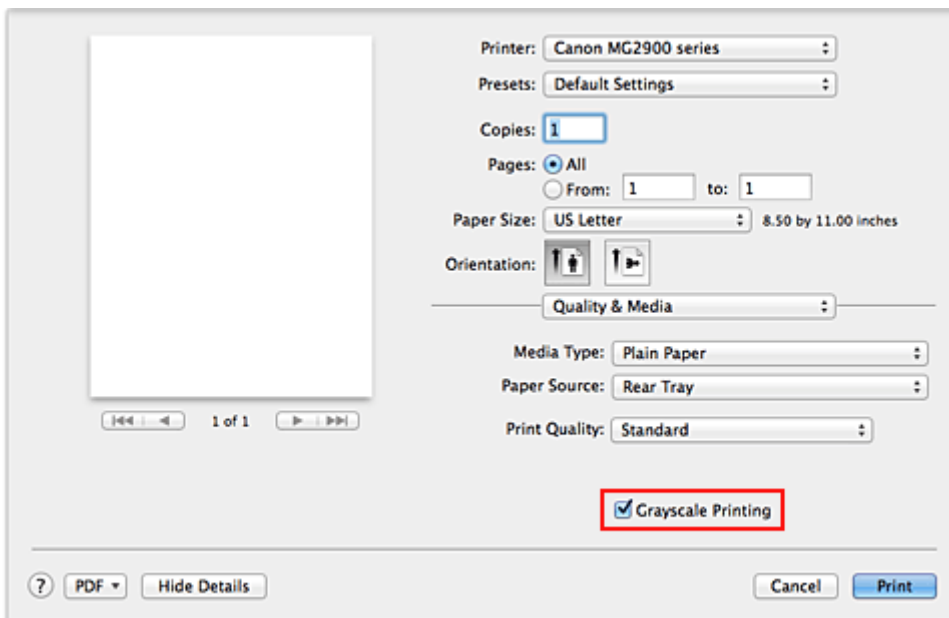 Printer: Canon MG2900 series
Presets: Default Settings
Copies: 1
Pages: All
From: 1 to: 1
Paper Size: US Letter 8.50 by 11.00 inches
Orientation:
Quality & Media
Media Type: Plain Paper
Paper Source: Rear Tray
1 of 1
Print Quality: Standard
Grayscale Printing
? PDF Hide Details Cancel Print